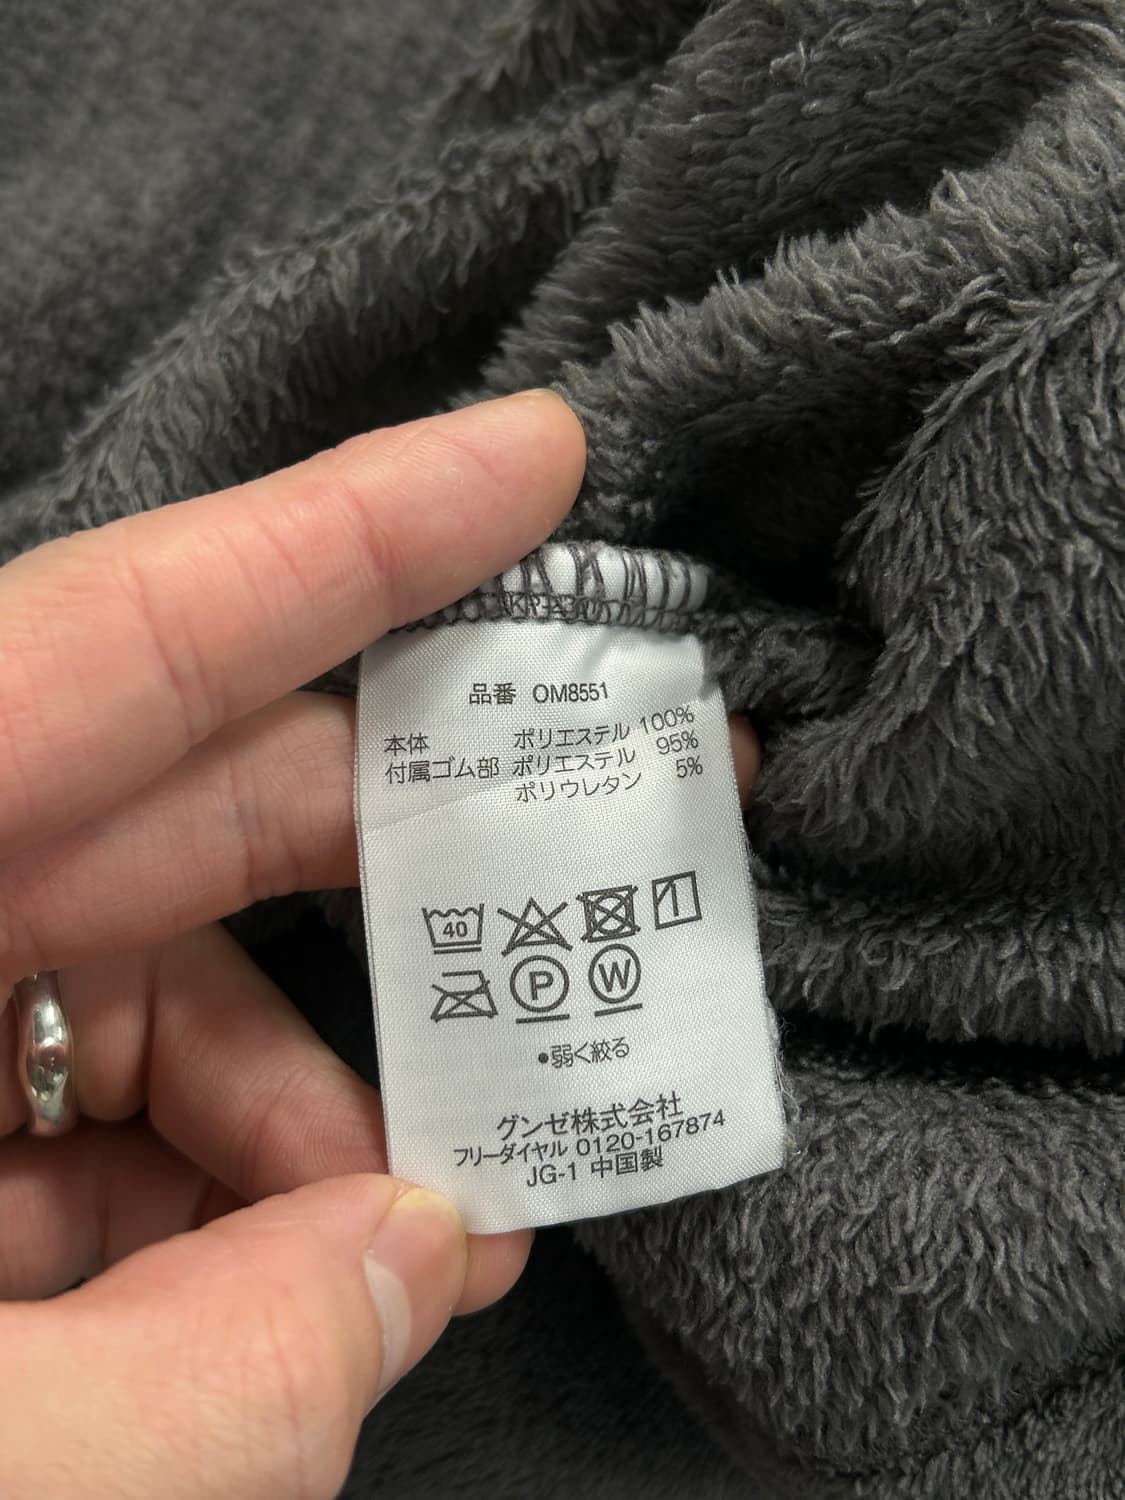 品番 OM8551
本体 ポリエステル 100%
付属ゴム部 ポリエステル 95%
ポリウレタン 5%
40
P W
●弱く絞る
グンゼ株式会社
フリーダイヤル 0120-167874
JG-1 中国製